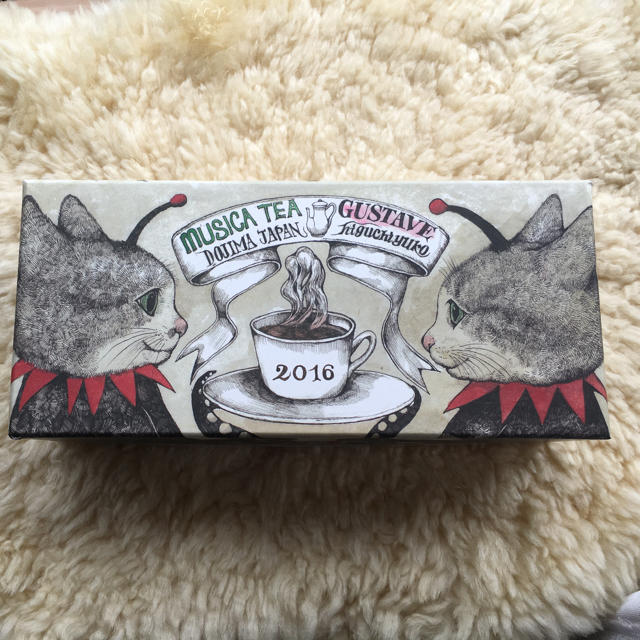 MUSICA TEA
DOJIMA JAPAN
GUSTAVE
higuchiyuko
2016